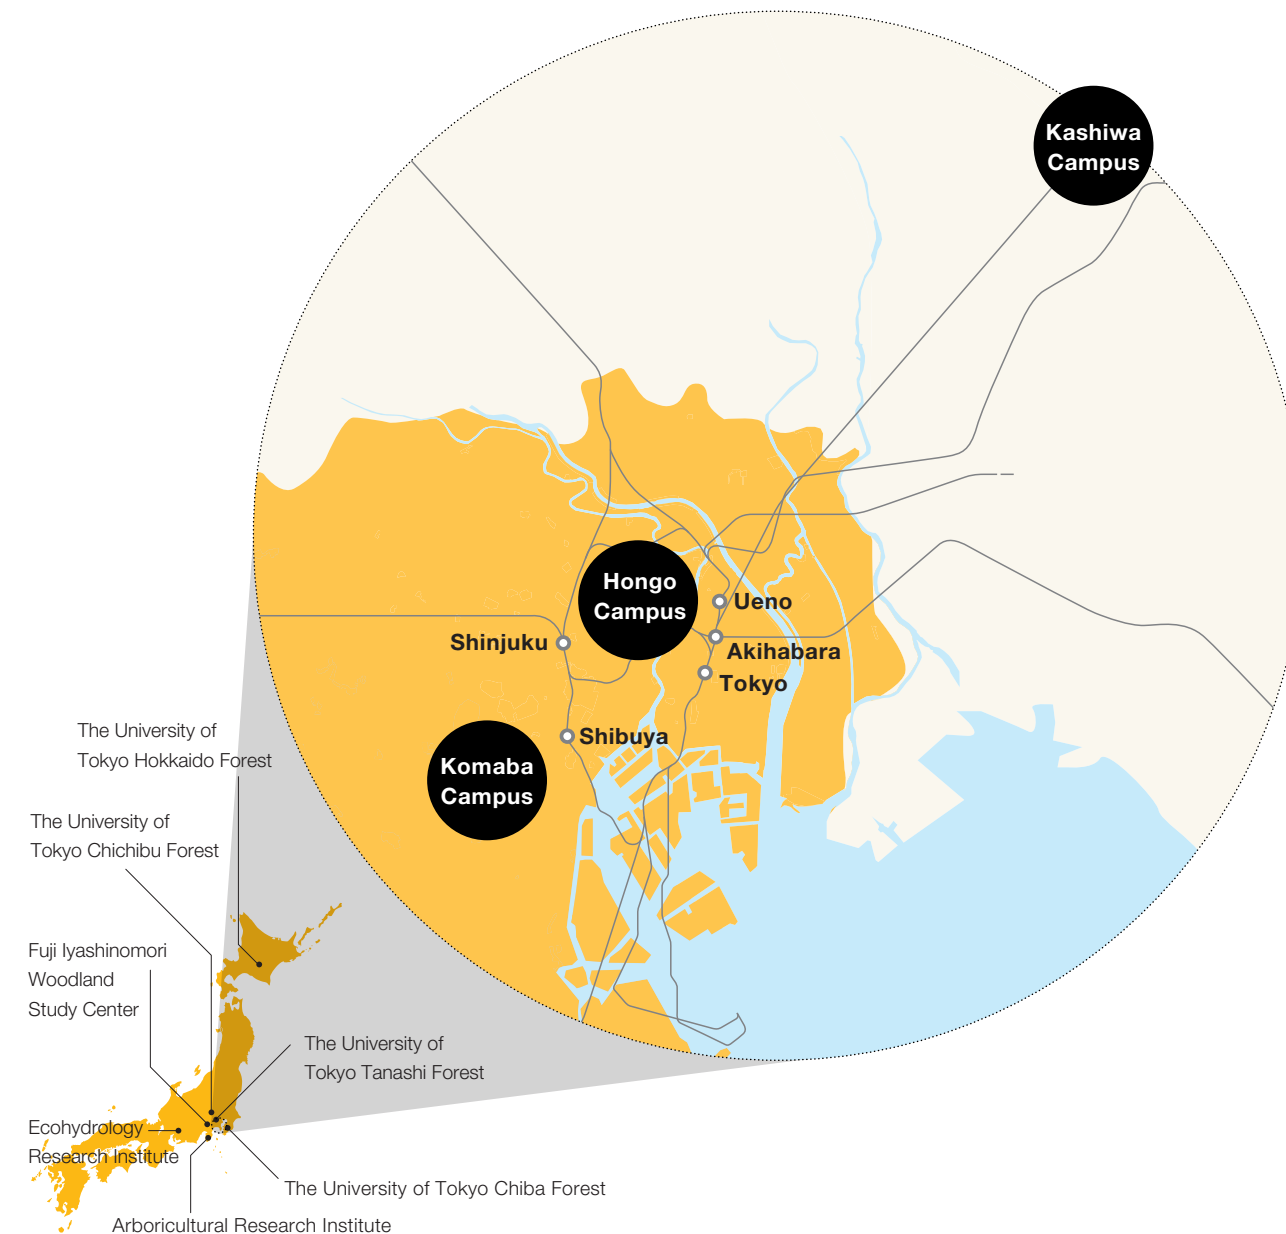 Kashiwa
Campus
Hongo
Campus
Ueno
Shinjuku
Akihabara
Tokyo
Shibuya
Komaba
Campus
The University of
Tokyo Hokkaido Forest
The University of
Tokyo Chichibu Forest
Fuji Iyashinomori
Woodland
Study Center
The University of
Tokyo Tanashi Forest
Ecohydrology
Research Institute
The University of Tokyo Chiba Forest
Arboricultural Research Institute